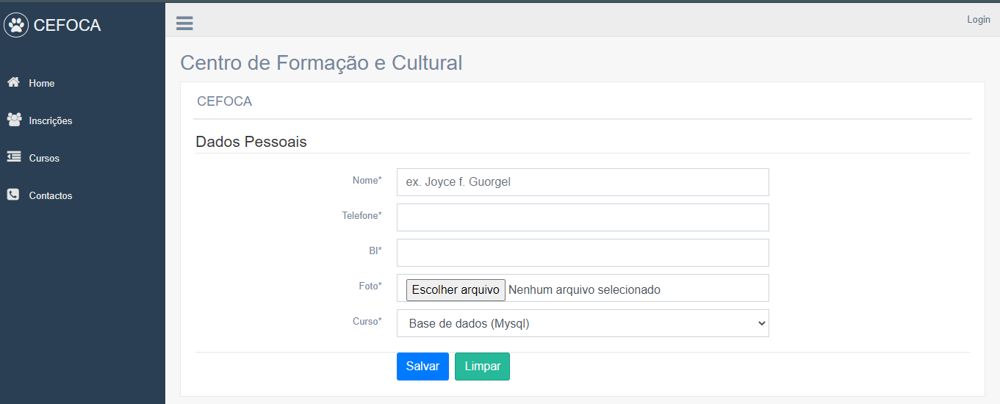 CEFOCA
Login
Home
Inscrições
Cursos
Contactos
Centro de Formação e Cultural
CEFOCA
Dados Pessoais
Nome* ex. Joyce f. Guorgel
Telefone*
BI*
Foto* Escolher arquivo Nenhum arquivo selecionado
Curso* Base de dados (Mysql)
Salvar Limpar